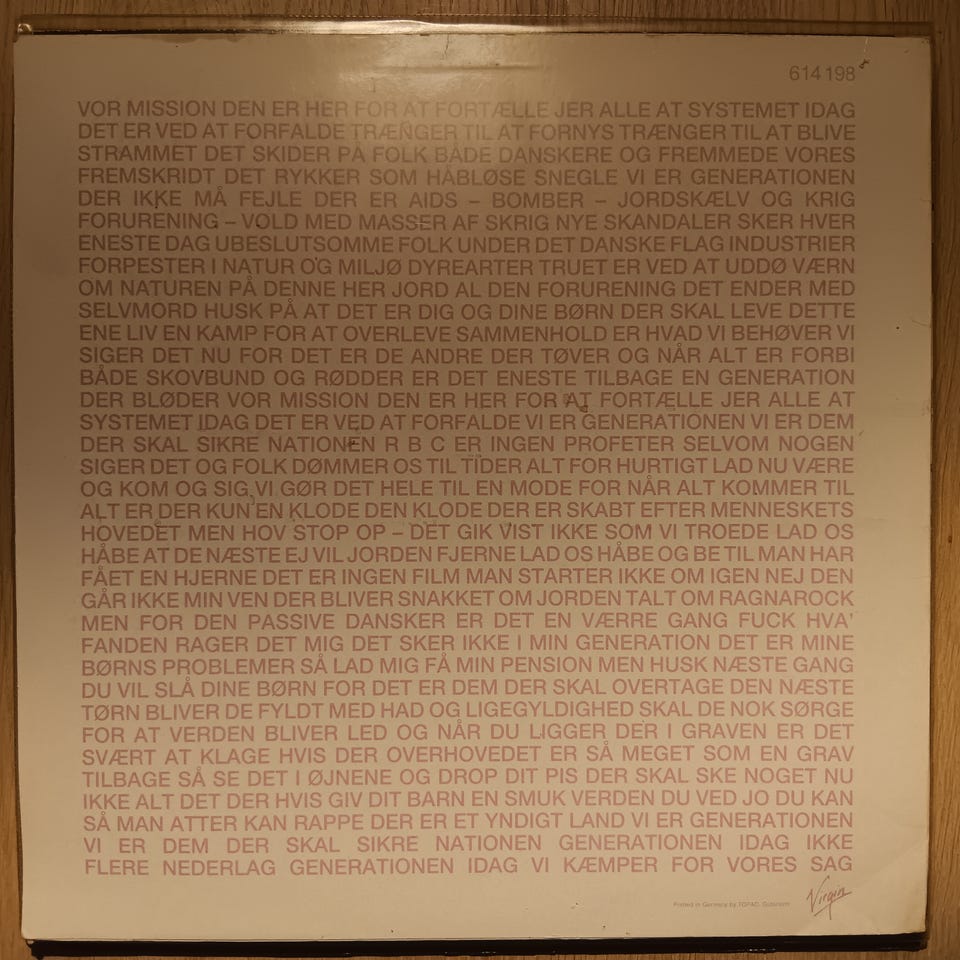 614 198
VOR MISSION DEN ER HER FOR AT FORTÆLLE JER ALLE AT SYSTEMET IDAG
DET ER VED AT FORFALDE TRÆNGER TIL AT FORNYS TRÆNGER TIL AT BLIVE
STRAMMET DET SKIDER PÅ FOLK BÅDE DANSKERE OG FREMMEDE VORES
FREMSKRIDT DET RYKKER SOM HÅBLØSE SNEGLE VI ER GENERATIONEN
DER IKKE MÅ FEJLE DER ER AIDS – BOMBER – JORDSKÆLV OG KRIG
FORURENING – VOLD MED MASSER AF SKRIG NYE SKANDALER SKER HVER
ENESTE DAG UBESLUTSOMME FOLK UNDER DET DANSKE FLAG INDUSTRIER
FORPESTER I NATUR OG MILJØ DYREARTER TRUET ER VED AT UDDØ VÆRN
OM NATUREN PÅ DENNE HER JORD AL DEN FORURENING DET ENDER MED
SELVMORD HUSK PÅ AT DET ER DIG OG DINE BØRN DER SKAL LEVE DETTE
ENE LIV EN KAMP FOR AT OVERLEVE SAMMENHOLD ER HVAD VI BEHØVER VI
SIGER DET NU FOR DET ER DE ANDRE DER TØVER OG NÅR ALT ER FORBI
BÅDE SKOVBUND OG RØDDER ER DET ENESTE TILBAGE EN GENERATION
DER BLØDER VOR MISSION DEN ER HER FOR AT FORTÆLLE JER ALLE AT
SYSTEMET IDAG DET ER VED AT FORFALDE VI ER GENERATIONEN VI ER DEM
DER SKAL SIKRE NATIONEN R B C ER INGEN PROFETER SELVOM NOGEN
SIGER DET OG FOLK DØMMER OS TIL TIDER ALT FOR HURTIGT LAD NU VÆRE
OG KOM OG SIG VI GØR DET HELE TIL EN MODE FOR NÅR ALT KOMMER TIL
ALT ER DER KUN EN KLODE DEN KLODE DER ER SKABT EFTER MENNESKETS
HOVEDET MEN HOV STOP OP – DET GIK VIST IKKE SOM VI TROEDE LAD OS
HÅBE AT DE NÆSTE EJ VIL JORDEN FJERNE LAD OS HÅBE OG BE TIL MAN HAR
FÅET EN HJERNE DET ER INGEN FILM MAN STARTER IKKE OM IGEN NEJ DEN
GÅR IKKE MIN VEN DER BLIVER SNAKKET OM JORDEN TALT OM RAGNAROCK
MEN FOR DEN PASSIVE DANSKER ER DET EN VÆRRE GANG FUCK HVA'
FANDEN RAGER DET MIG DET SKER IKKE I MIN GENERATION DET ER MINE
BØRNS PROBLEMER SÅ LAD MIG FÅ MIN PENSION MEN HUSK NÆSTE GANG
DU VIL SLÅ DINE BØRN FOR DET ER DEM DER SKAL OVERTAGE DEN NÆSTE
TØRN BLIVER DE FYLDT MED HAD OG LIGEGYLDIGHED SKAL DE NOK SØRGE
FOR AT VERDEN BLIVER LED OG NÅR DU LIGGER DER I GRAVEN ER DET
SVÆRT AT KLAGE HVIS DER OVERHOVEDET ER SÅ MEGET SOM EN GRAV
TILBAGE SÅ SE DET I ØJNENE OG DROP DIT PIS DER SKAL SKE NOGET NU
IKKE ALT DET DER HVIS GIV DIT BARN EN SMUK VERDEN DU VED JO DU KAN
SÅ MAN ATTER KAN RAPPE DER ER ET YNDIGT LAND VI ER GENERATIONEN
VI ER DEM DER SKAL SIKRE NATIONEN GENERATIONEN IDAG IKKE
FLERE NEDERLAG GENERATIONEN IDAG VI KÆMPER FOR VORES SAG
Printed in Germany by
Virgin